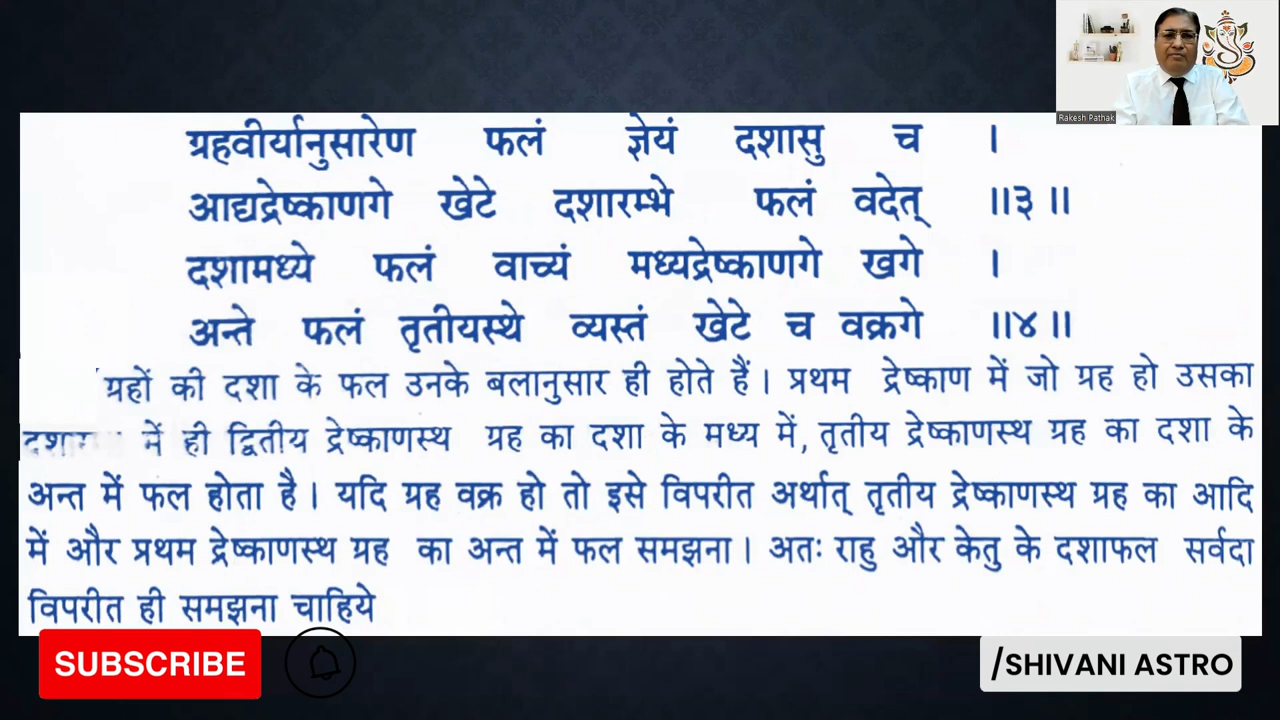 Rakesh Pathak
ग्रहवीर्यानुसारेण फलं ज्ञेयं दशासु च ।
आद्यद्रेष्काणगे खेटे दशारम्भे फलं वदेत् ॥३॥
दशामध्ये फलं वाच्यं मध्यद्रेष्काणगे खगे ।
अन्ते फलं तृतीयस्थे व्यस्तं खेटे च वक्रगे ॥४॥
ग्रहों की दशा के फल उनके बलानुसार ही होते हैं। प्रथम द्रेष्काण में जो ग्रह हो उसका
में ही द्वितीय द्रेष्काणस्थ ग्रह का दशा के मध्य में, तृतीय द्रेष्काणस्थ ग्रह का दशा के
अन्त में फल होता है। यदि ग्रह वक्र हो तो इसे विपरीत अर्थात् तृतीय द्रेष्काणस्थ ग्रह का आदि
में और प्रथम द्रेष्काणस्थ ग्रह का अन्त में फल समझना। अतः राहु और केतु के दशाफल सर्वदा
विपरीत ही समझना चाहिये
SUBSCRIBE
/SHIVANI ASTRO